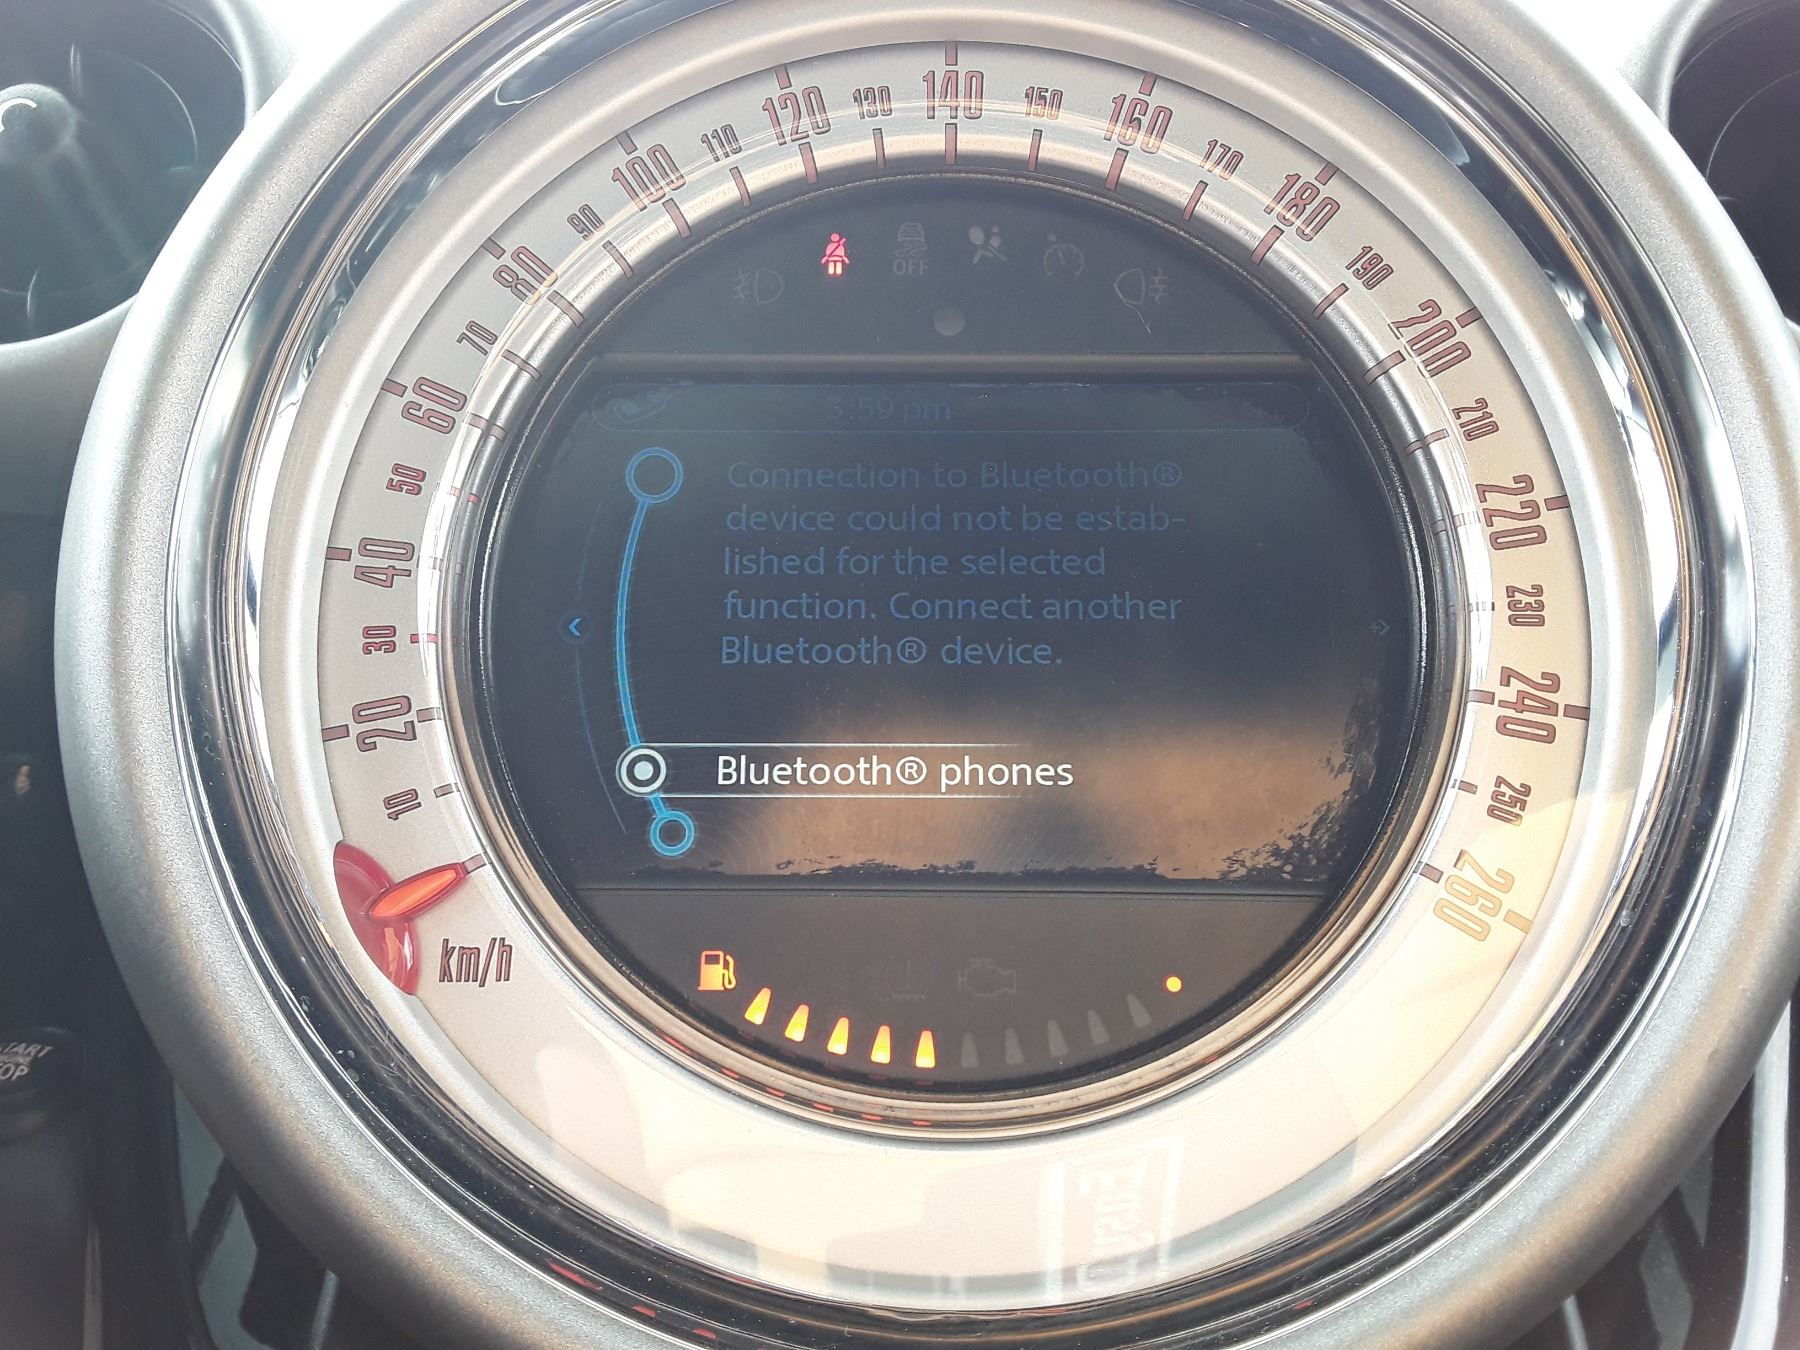 10
20
30
40
50
60
70
80
90
100
110
120
130
140
150
160
170
180
190
200
210
220
230
240
250
260
km/h
OFF
3:59 pm
Connection to Bluetooth®
device could not be estab-
lished for the selected
function. Connect another
Bluetooth® device.
Bluetooth® phones
START